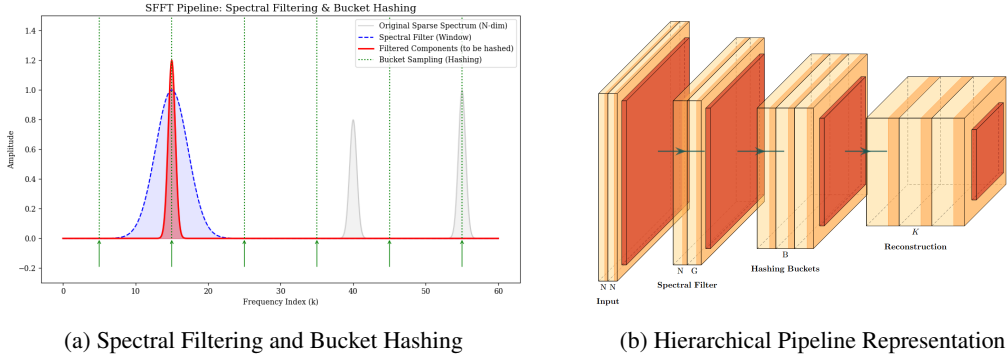 SFFT Pipeline: Spectral Filtering & Bucket Hashing
Original Sparse Spectrum (N-dim)
Spectral Filter (Window)
Filtered Components (to be hashed)
Bucket Sampling (Hashing)
Amplitude
1.4
1.2
1.0
0.8
0.6
0.4
0.2
0.0
−0.2
0 10 20 30 40 50 60
Frequency Index (k)
(a) Spectral Filtering and Bucket Hashing
N N
Input
N G
Spectral Filter
B
Hashing Buckets
K
Reconstruction
(b) Hierarchical Pipeline Representation